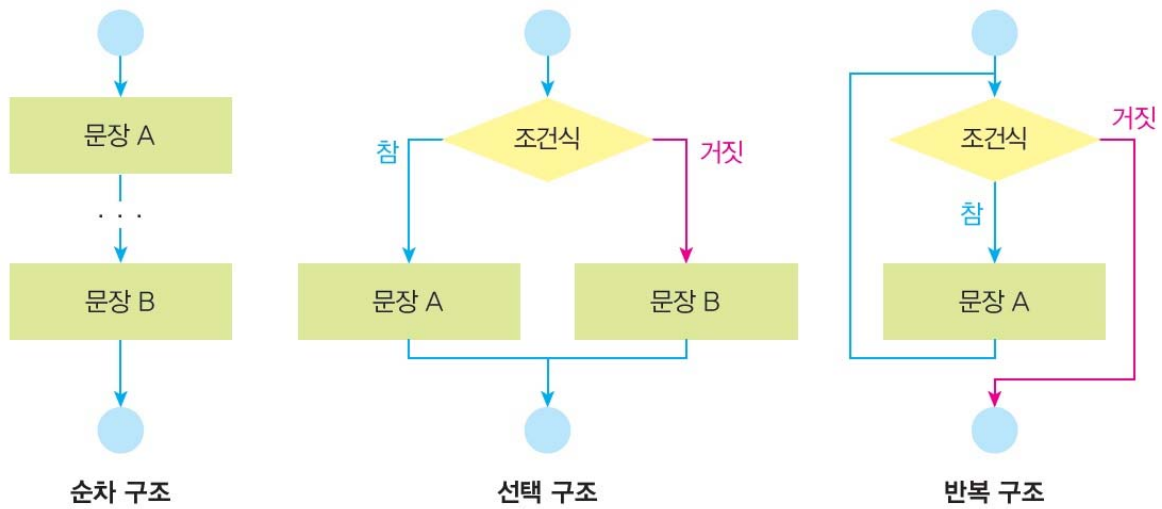 문장 A
· · ·
문장 B
순차 구조
조건식
참
거짓
문장 A
문장 B
선택 구조
조건식
거짓
참
문장 A
반복 구조